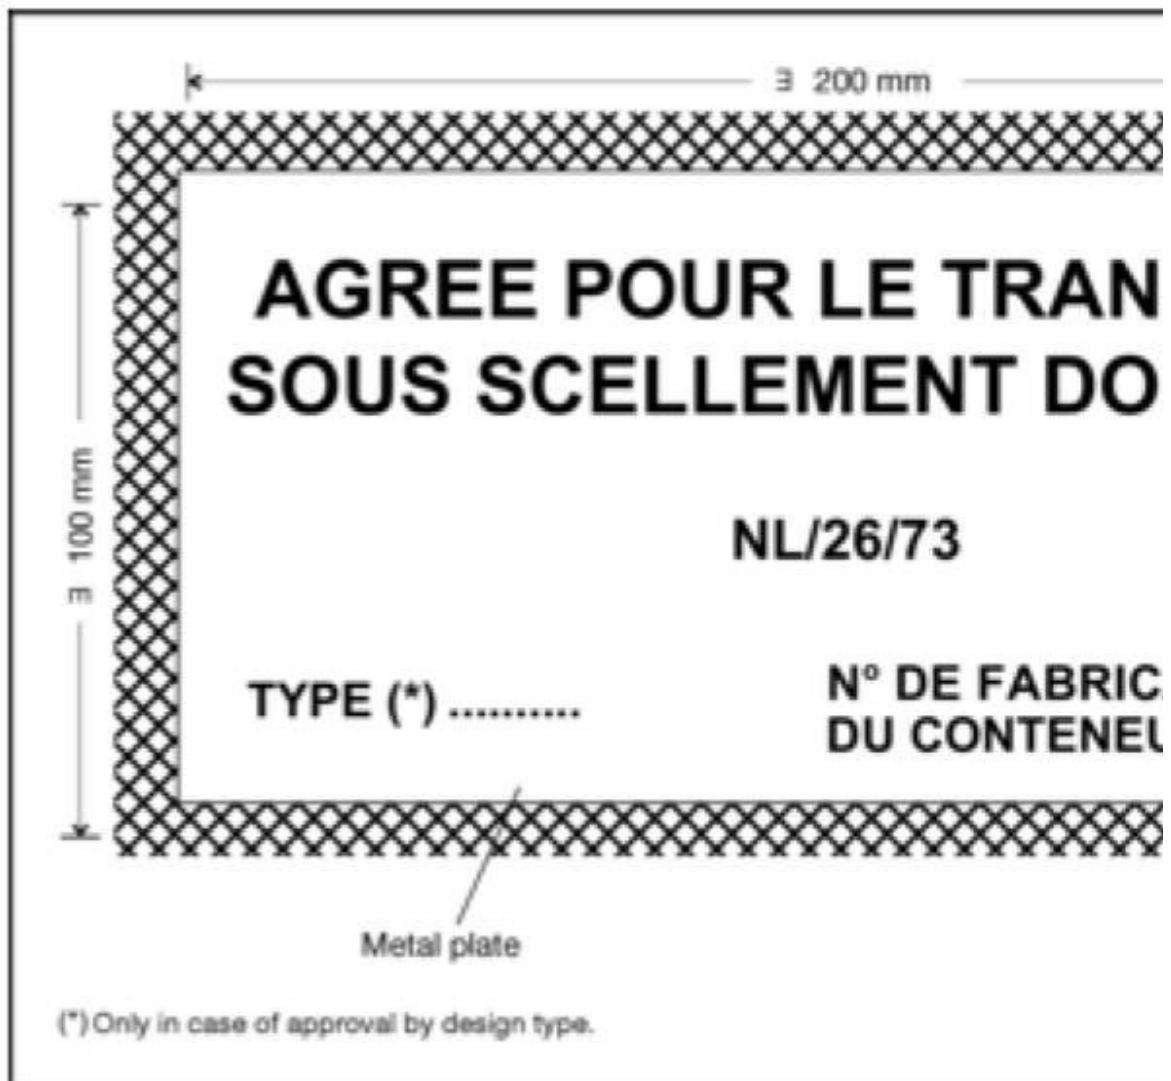 ∃ 200 mm
AGREE POUR LE TRAN
SOUS SCELLEMENT DO
∃ 100 mm
NL/26/73
TYPE (*) ..........
N° DE FABRIC
DU CONTENEU
Metal plate
(*) Only in case of approval by design type.